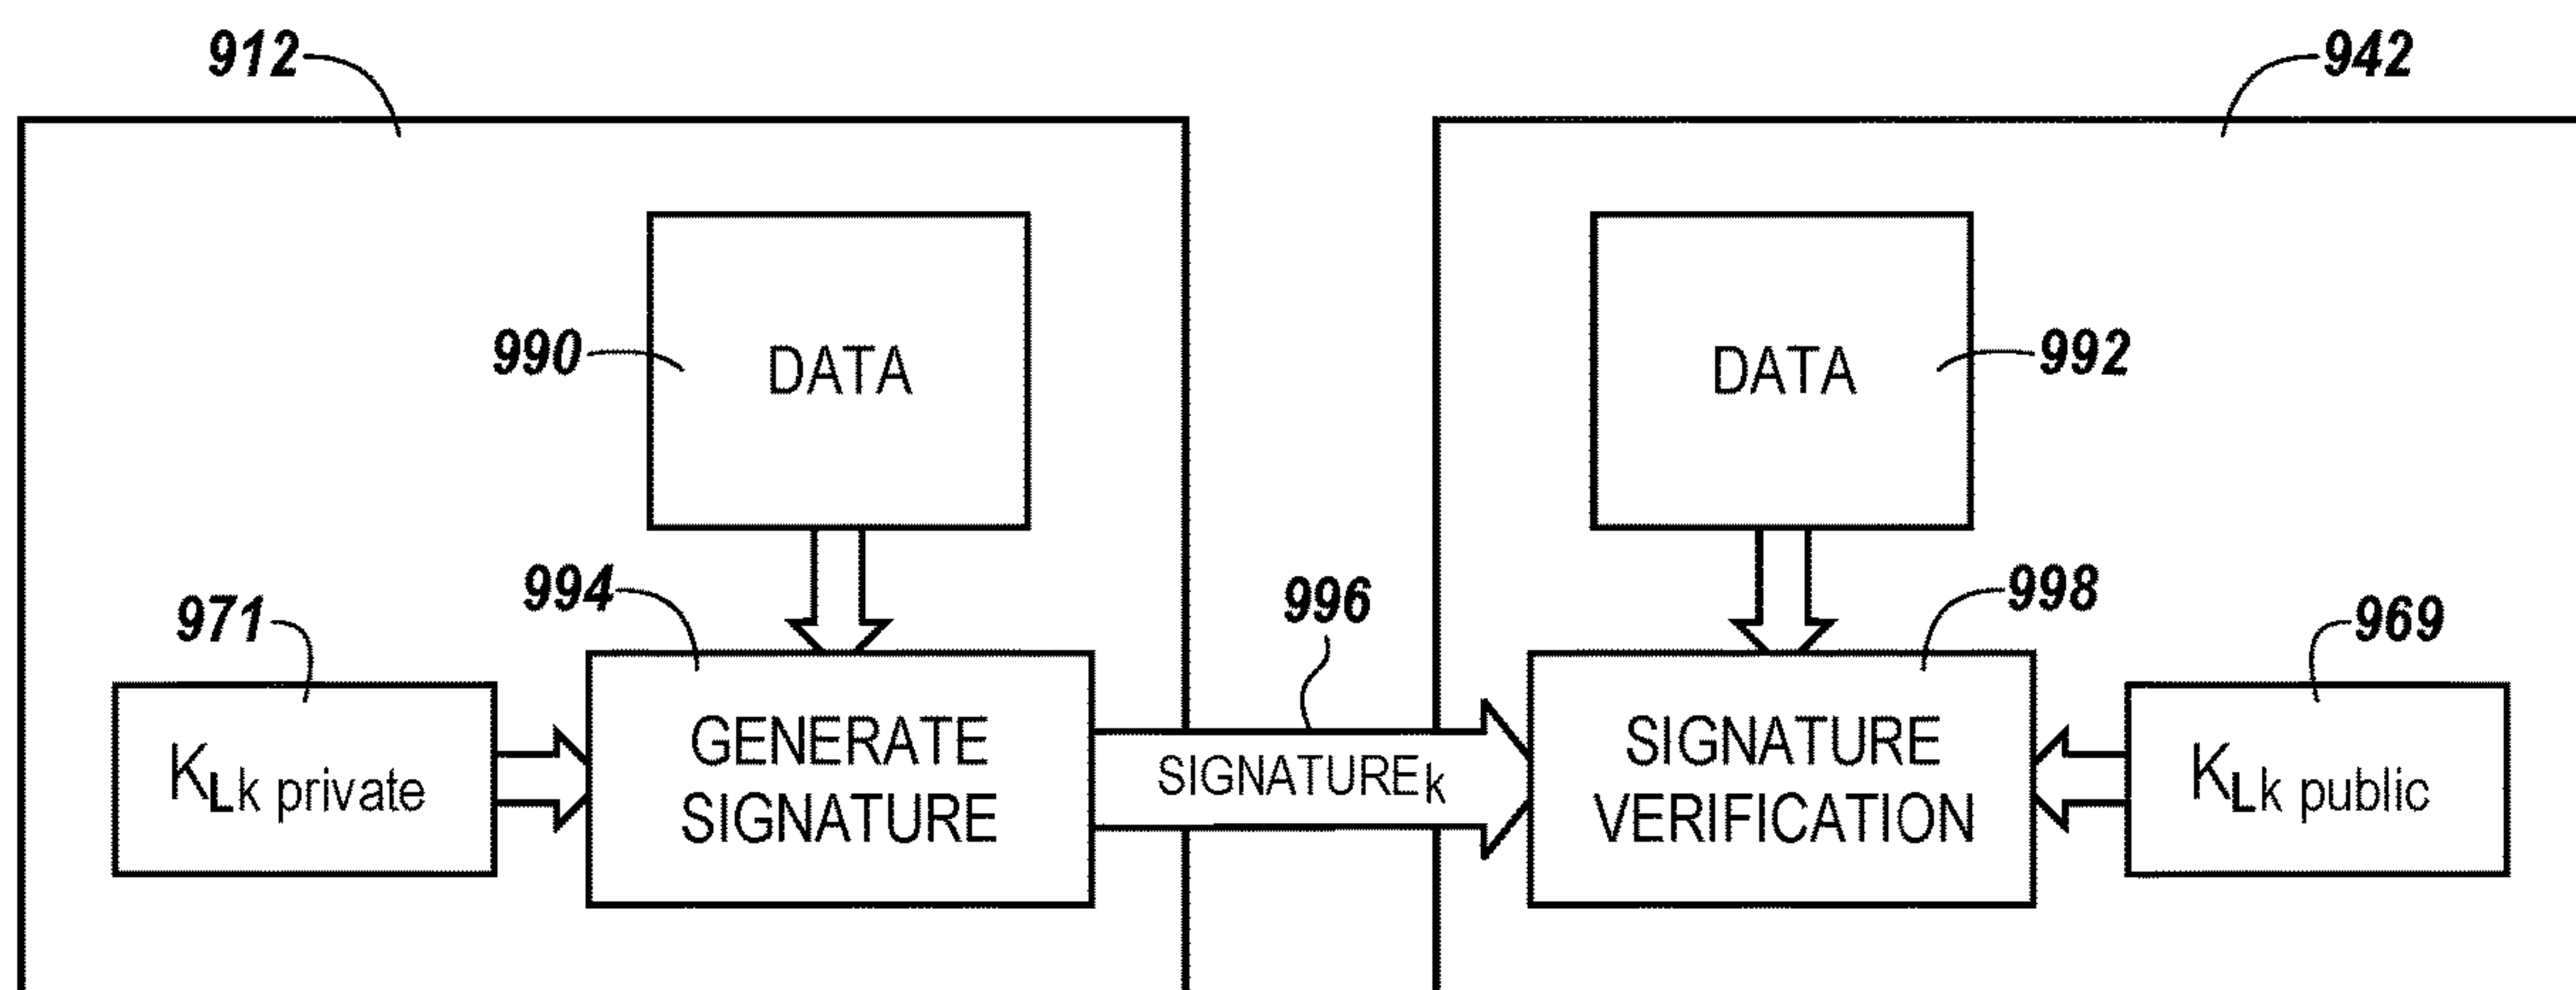 912
942
DATA
DATA
990
992
994
996
998
971
969
GENERATE
SIGNATURE
SIGNATURE
VERIFICATION
KLk private
SIGNATUREk
KLk public